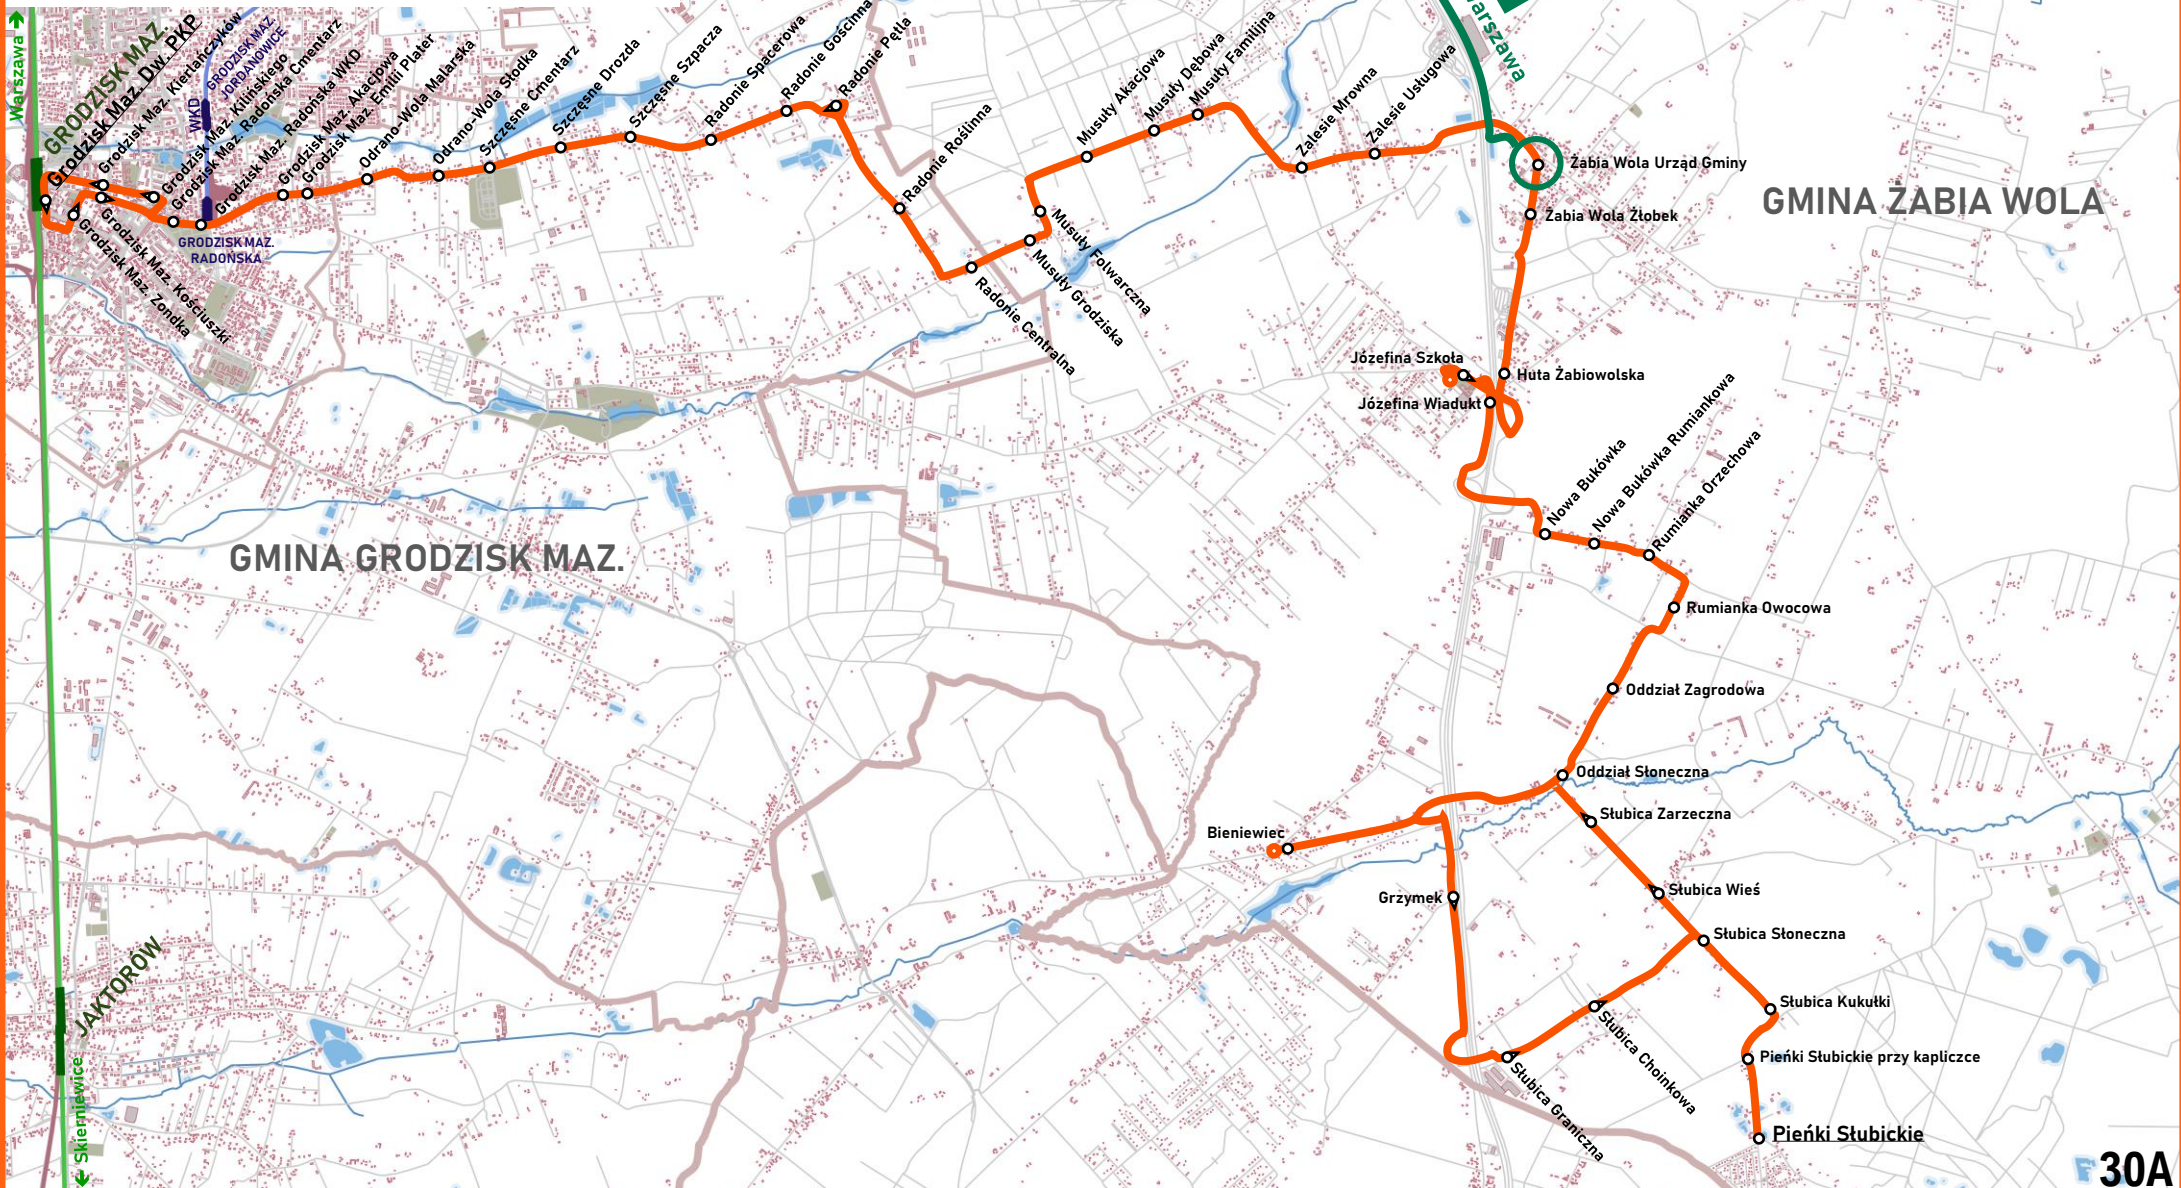 Warszawa
GRODZISK MAZ.
Grodzisk Maz. Dw. PKP
Grodzisk Maz. Kierlańczyków
WKD
GRODZISK MAZ.
JORDANOWICE
Grodzisk Maz. Kilińskiego
Grodzisk Maz. Radońska Cmentarz
Grodzisk Maz. Radońska WKD
Grodzisk Maz. Akacjowa
Grodzisk Maz. Emilii Plater
Grodzisk Maz. Kościuszki
Grodzisk Maz. Żondka
GRODZISK MAZ.
RADOŃSKA
Odrano-Wola Malarska
Odrano-Wola Słodka
Szczęsne Cmentarz
Szczęsne Drozda
Szczęsne Szpacza
Radonie Spacerowa
Radonie Gościnna
Radonie Pętla
Radonie Roślinna
Radonie Centralna
Musuły Grodziska
Musuły Folwarczna
Musuły Akacjowa
Musuły Dębowa
Musuły Familijna
Zalesie Mrowna
Zalesie Usługowa
Warszawa
Żabia Wola Urząd Gminy
GMINA ŻABIA WOLA
Żabia Wola Żłobek
Józefina Szkoła
Huta Żabiowolska
Józefina Wiadukt
Nowa Bukówka
Nowa Bukówka Rumiankowa
Rumianka Orzechowa
GMINA GRODZISK MAZ.
Rumianka Owocowa
Oddział Zagrodowa
Oddział Słoneczna
Słubica Zarzeczna
Bieniewiec
Słubica Wieś
Grzymek
Słubica Słoneczna
JAKTORÓW
Słubica Kukułki
Słubica Choinkowa
Pieńki Słubickie przy kapliczce
Słubica Graniczna
Skierniewice
Pieńki Słubickie
30A